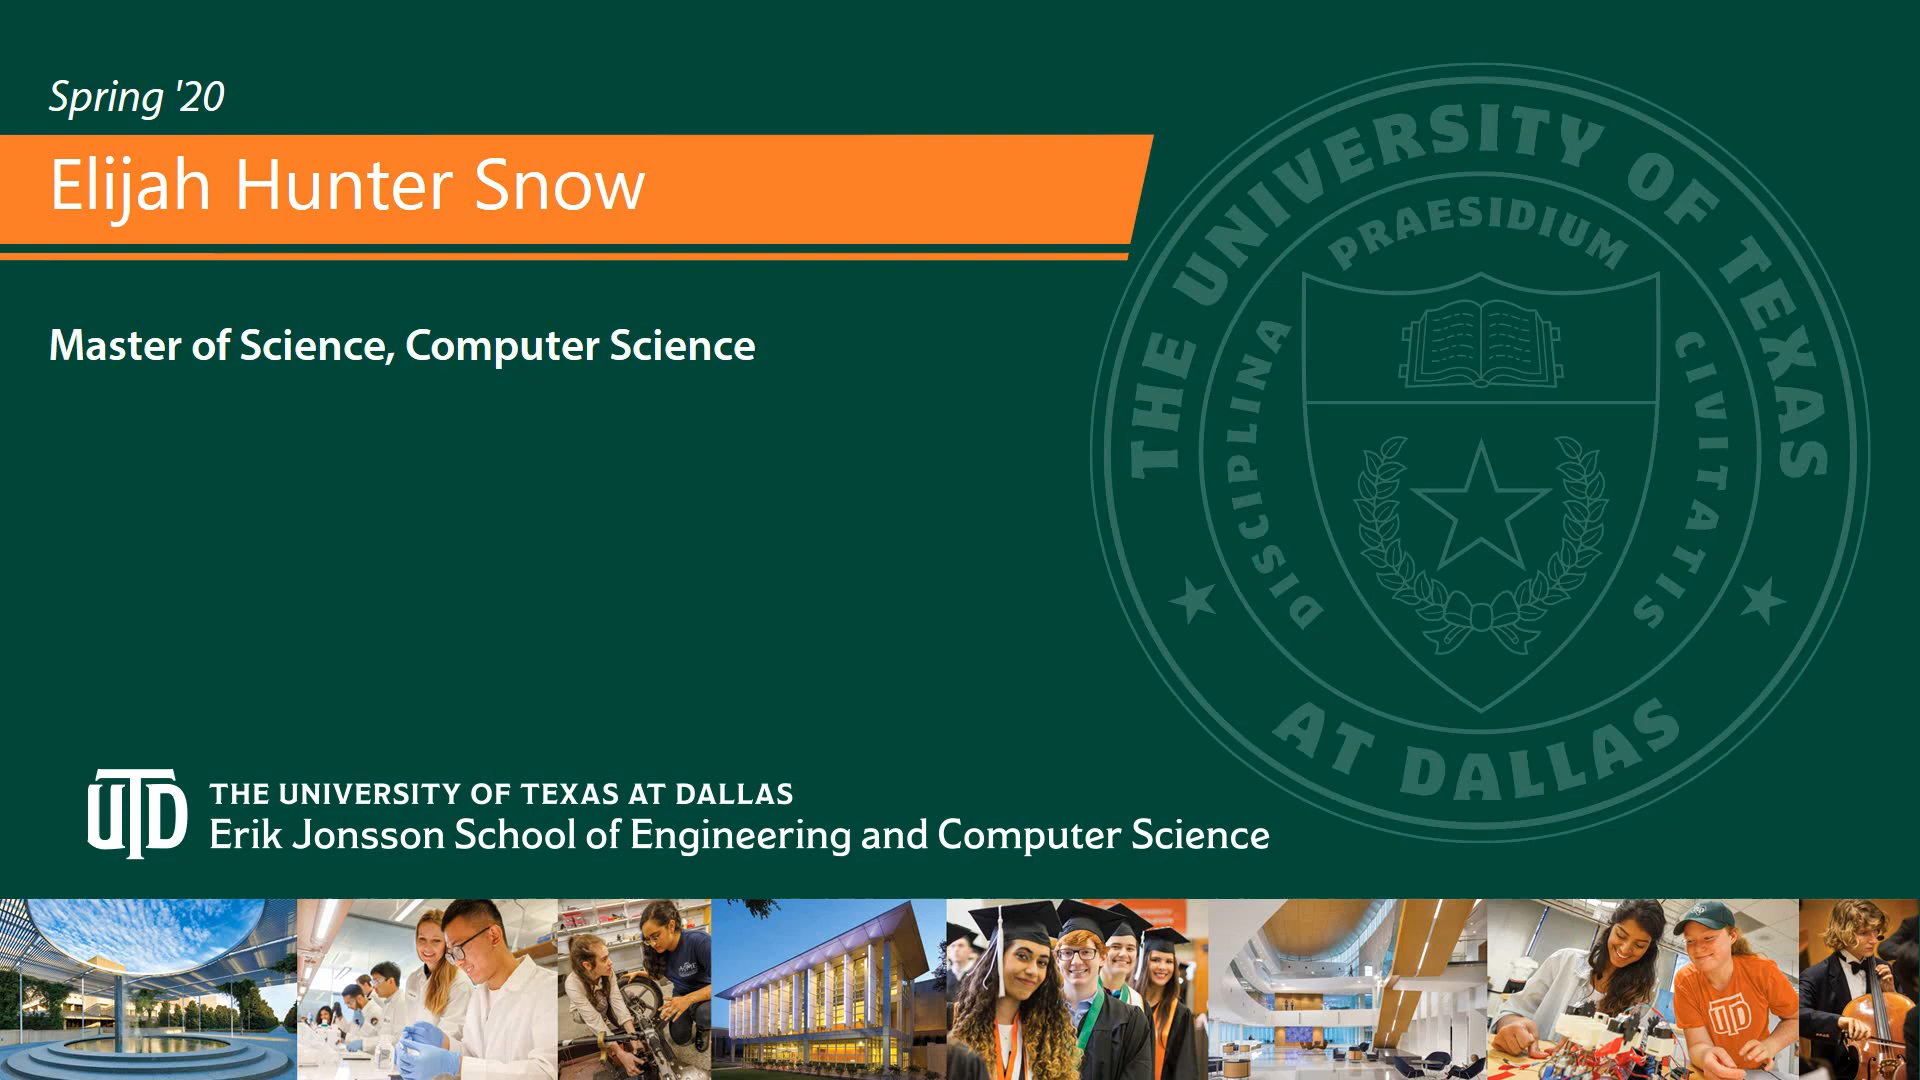 Spring '20
Elijah Hunter Snow
Master of Science, Computer Science
THE UNIVERSITY OF TEXAS
AT DALLAS
DISCIPLINA PRAESIDIUM CIVITATIS
UTD
THE UNIVERSITY OF TEXAS AT DALLAS
Erik Jonsson School of Engineering and Computer Science
UTD